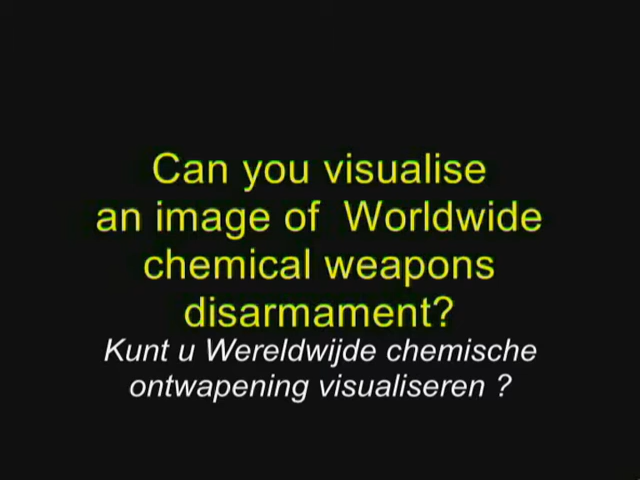 Can you visualise
an image of Worldwide
chemical weapons
disarmament?
Kunt u Wereldwijde chemische
ontwapening visualiseren ?